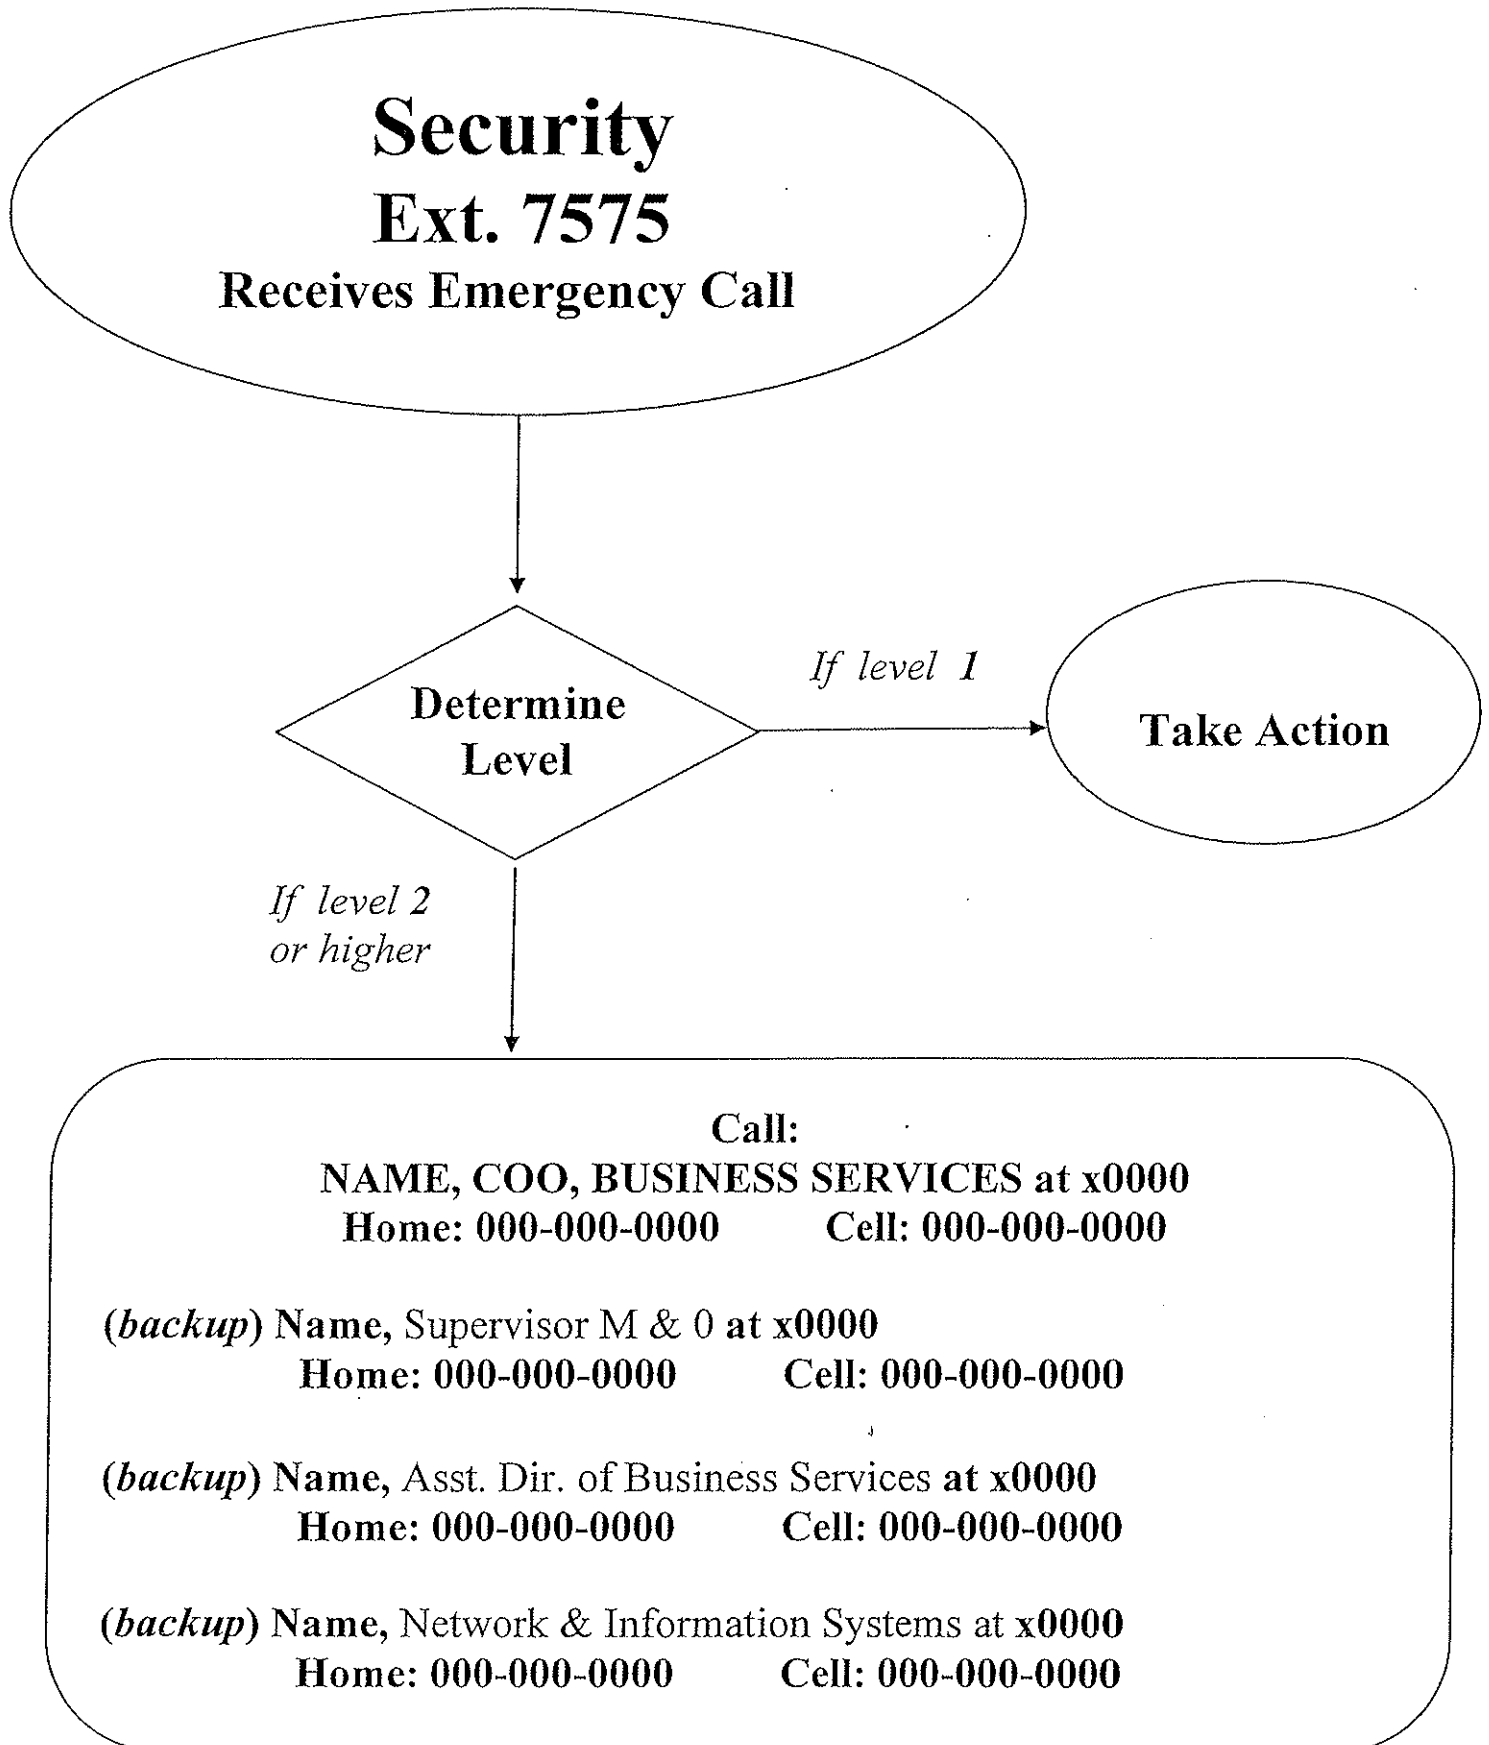 Security
Ext. 7575
Receives Emergency Call
If level 1
Determine
Level
Take Action
If level 2
or higher
Call:
NAME, COO, BUSINESS SERVICES at x0000
Home: 000-000-0000 Cell: 000-000-0000
(backup) Name, Supervisor M & 0 at x0000
Home: 000-000-0000 Cell: 000-000-0000
(backup) Name, Asst. Dir. of Business Services at x0000
Home: 000-000-0000 Cell: 000-000-0000
(backup) Name, Network & Information Systems at x0000
Home: 000-000-0000 Cell: 000-000-0000